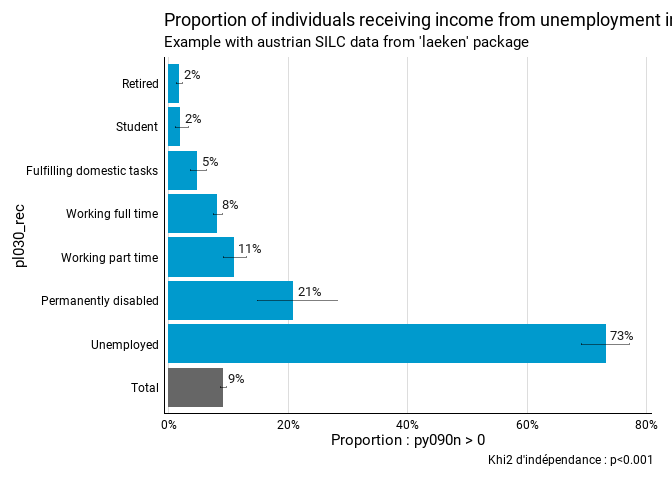 Proportion of individuals receiving income from unemployment
Example with austrian SILC data from 'laeken' package
Retired 2%
Student 2%
Fulfilling domestic tasks 5%
Working full time 8%
Working part time 11%
Permanently disabled 21%
Unemployed 73%
Total 9%
pl030_rec
0% 20% 40% 60% 80%
Proportion : py090n > 0
Khi2 d'indépendance : p<0.001